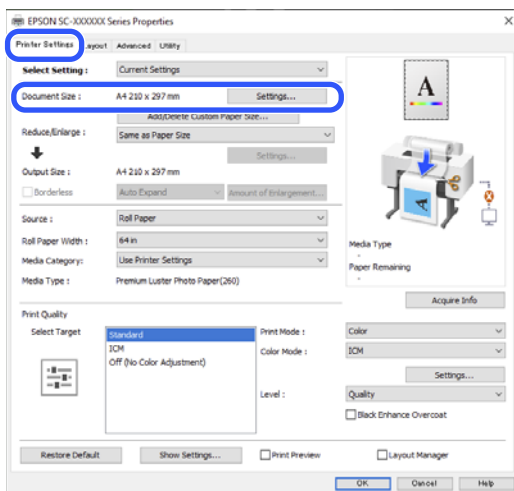 EPSON SC-XXXXXX Series Properties
Printer Settings Layout Advanced Utility
Select Setting : Current Settings
Document Size : A4 210 x 297 mm Settings...
Add/Delete Custom Paper Size...
Reduce/Enlarge : Same as Paper Size
Settings...
Output Size : A4 210 x 297 mm
Borderless Auto Expand Amount of Enlargement...
Source : Roll Paper
Roll Paper Width : 64 in
Media Category: Use Printer Settings
Media Type : Premium Luster Photo Paper(260)
A
A
Media Type
-
Paper Remaining
-
Acquire Info
Print Quality
Select Target Standard
ICM
Off (No Color Adjustment)
Print Mode : Color
Color Mode : ICM
Settings...
Level : Quality
Black Enhance Overcoat
Restore Default Show Settings... Print Preview Layout Manager
OK Cancel Help